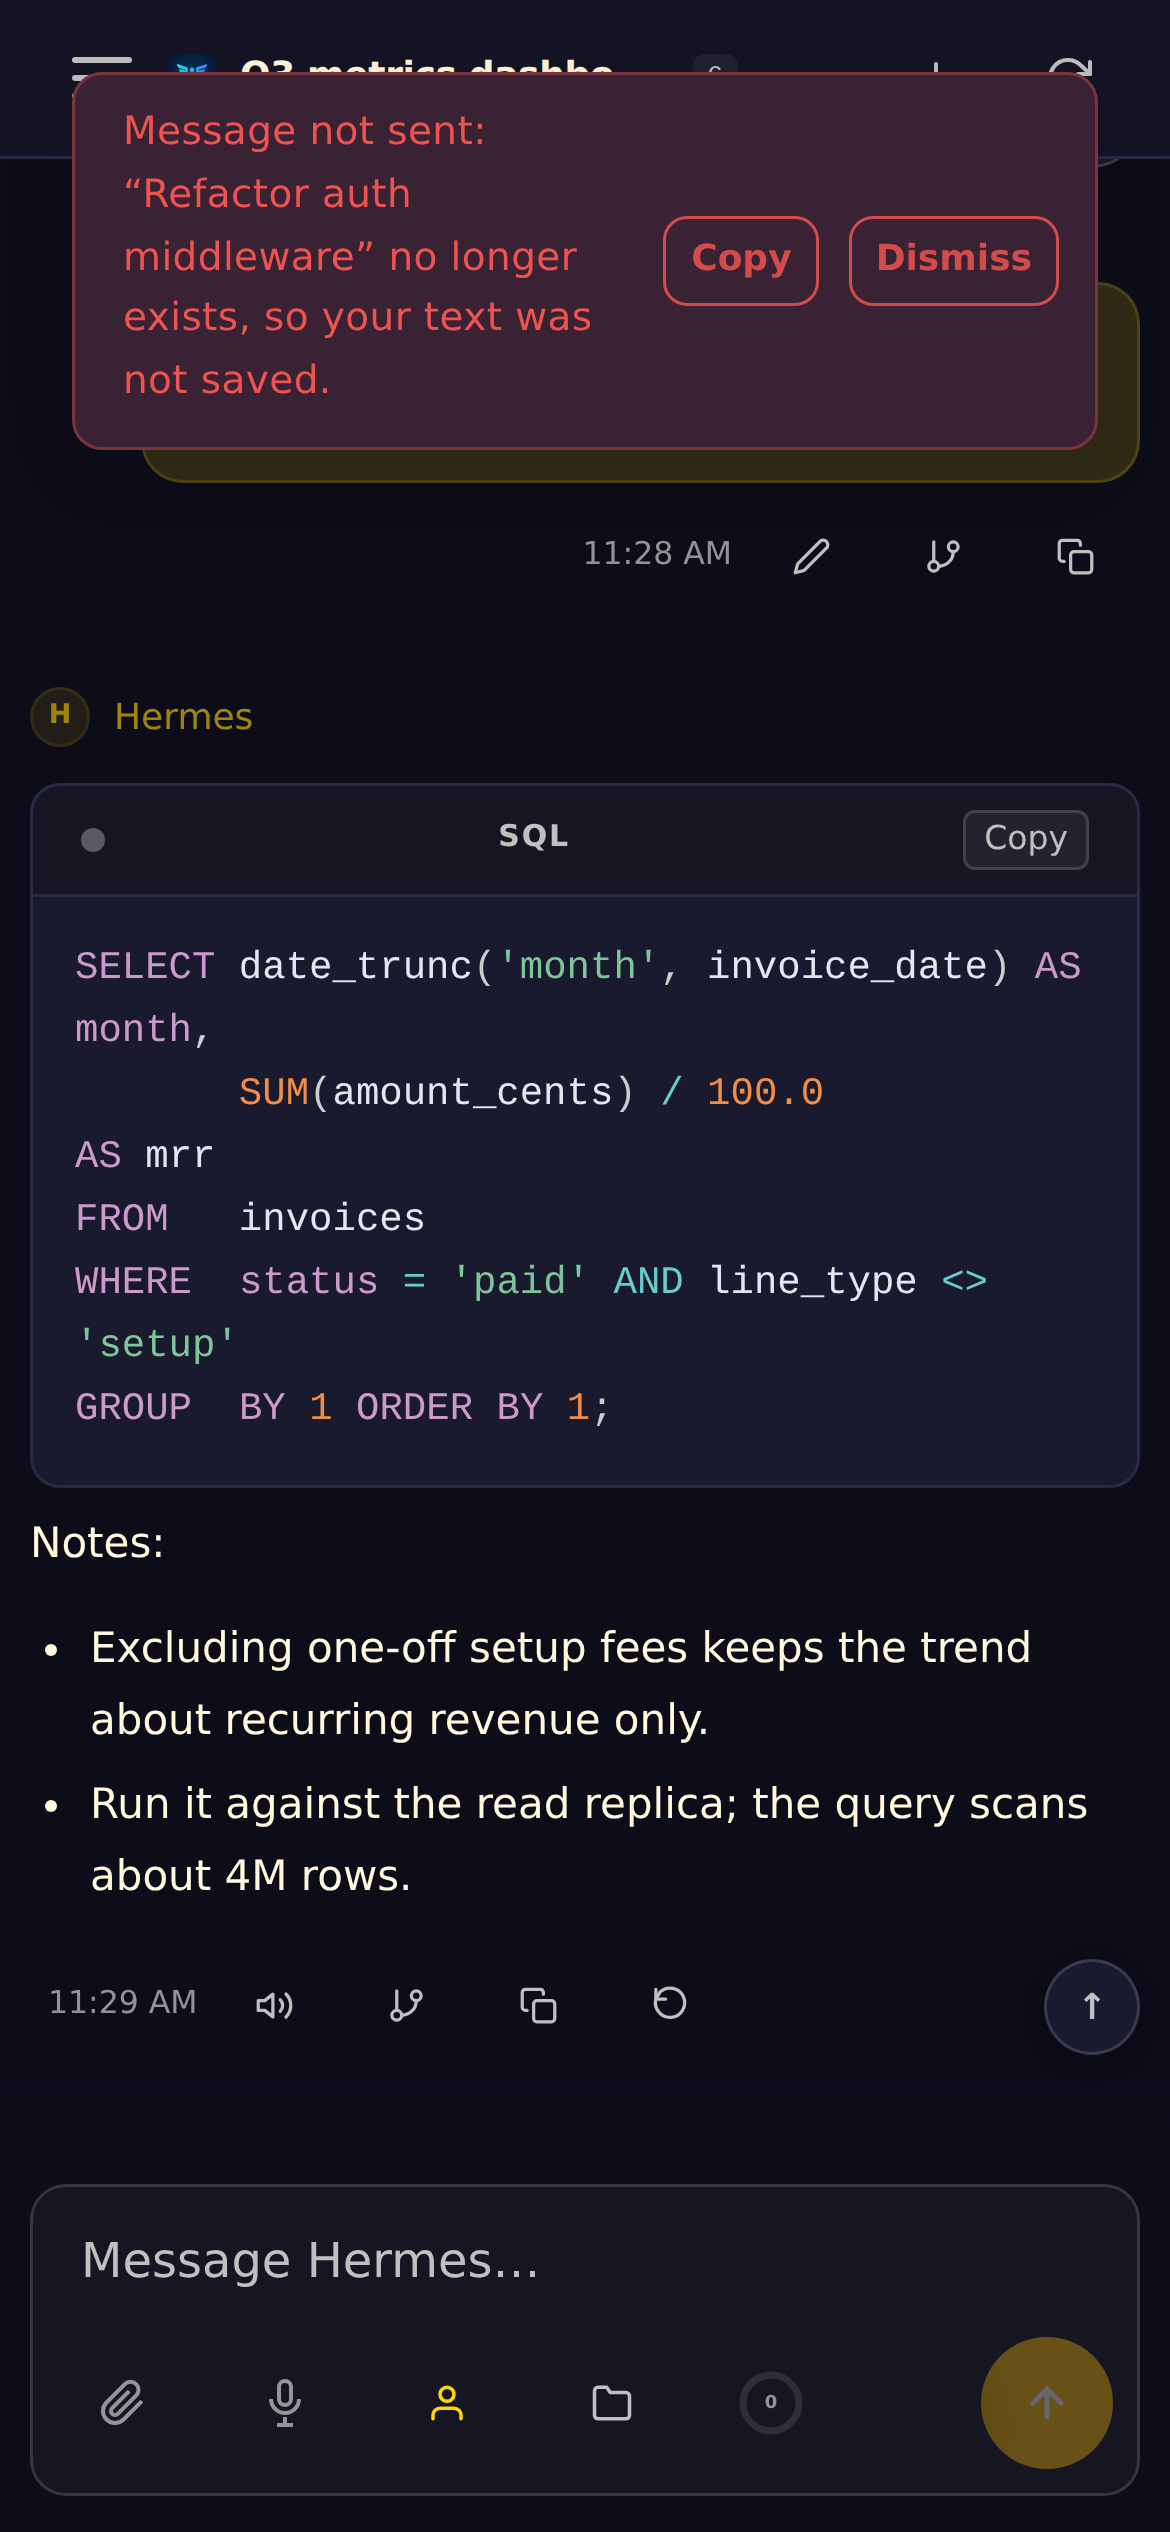 Message not sent:
“Refactor auth
middleware” no longer
exists, so your text was
not saved.
Copy
Dismiss
11:28 AM
H Hermes
SQL
Copy
SELECT date_trunc('month', invoice_date) AS
month,
       SUM(amount_cents) / 100.0
AS mrr
FROM   invoices
WHERE  status = 'paid' AND line_type <>
'setup'
GROUP  BY 1 ORDER BY 1;
Notes:
• Excluding one-off setup fees keeps the trend
about recurring revenue only.
• Run it against the read replica; the query scans
about 4M rows.
11:29 AM
Message Hermes...
0